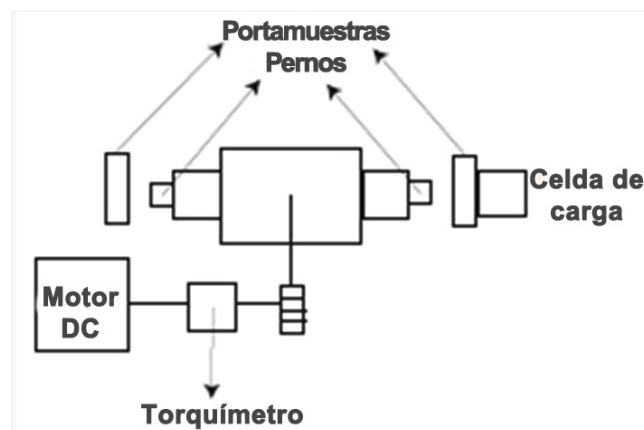 Portamuestras
Pernos
Celda de
carga
Motor
DC
Torquímetro